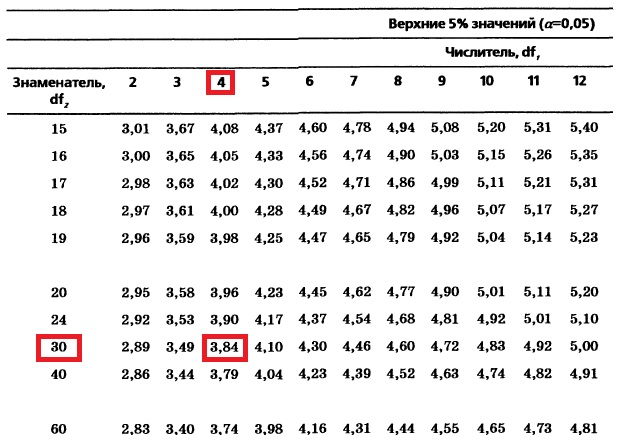 Верхние 5% значений (α=0,05)
Числитель, df₁
Знаменатель, df₂ 2 3 4 5 6 7 8 9 10 11 12
15 3,01 3,67 4,08 4,37 4,60 4,78 4,94 5,08 5,20 5,31 5,40
16 3,00 3,65 4,05 4,33 4,56 4,74 4,90 5,03 5,15 5,26 5,35
17 2,98 3,63 4,02 4,30 4,52 4,71 4,86 4,99 5,11 5,21 5,31
18 2,97 3,61 4,00 4,28 4,49 4,67 4,82 4,96 5,07 5,17 5,27
19 2,96 3,59 3,98 4,25 4,47 4,65 4,79 4,92 5,04 5,14 5,23
20 2,95 3,58 3,96 4,23 4,45 4,62 4,77 4,90 5,01 5,11 5,20
24 2,92 3,53 3,90 4,17 4,37 4,54 4,68 4,81 4,92 5,01 5,10
30 2,89 3,49 3,84 4,10 4,30 4,46 4,60 4,72 4,83 4,92 5,00
40 2,86 3,44 3,79 4,04 4,23 4,39 4,52 4,63 4,74 4,82 4,91
60 2,83 3,40 3,74 3,98 4,16 4,31 4,44 4,55 4,65 4,73 4,81